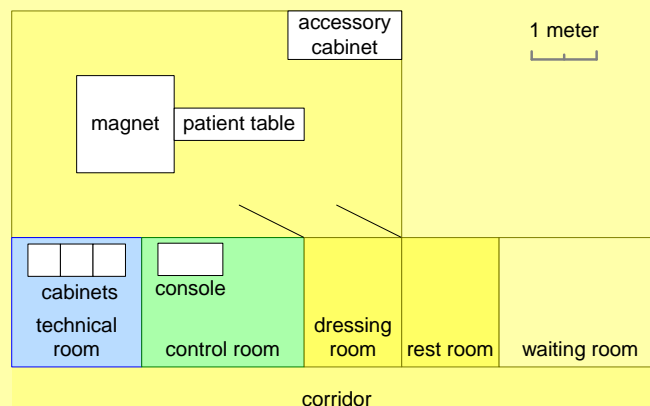 accessory
cabinet
1 meter
magnet
patient table
cabinets
console
technical
room
control room
dressing
room
rest room
waiting room
corridor